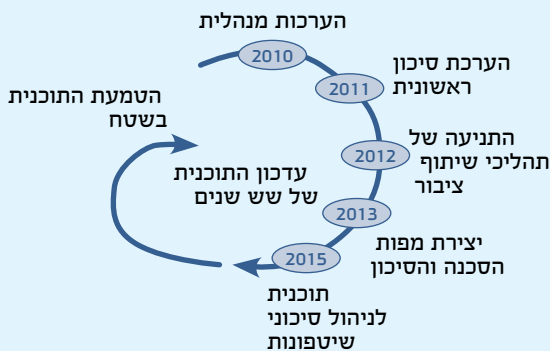 הערכות מנהלית
2010
הערכת סיכון
ראשונית
2011
התניעה של
תהליכי שיתוף
ציבור
2012
2013
יצירת מפות
הסכנה והסיכון
2015
תוכנית
לניהול סיכוני
שיטפונות
עדכון התוכנית
של שש שנים
הטמעת התוכנית
בשטח